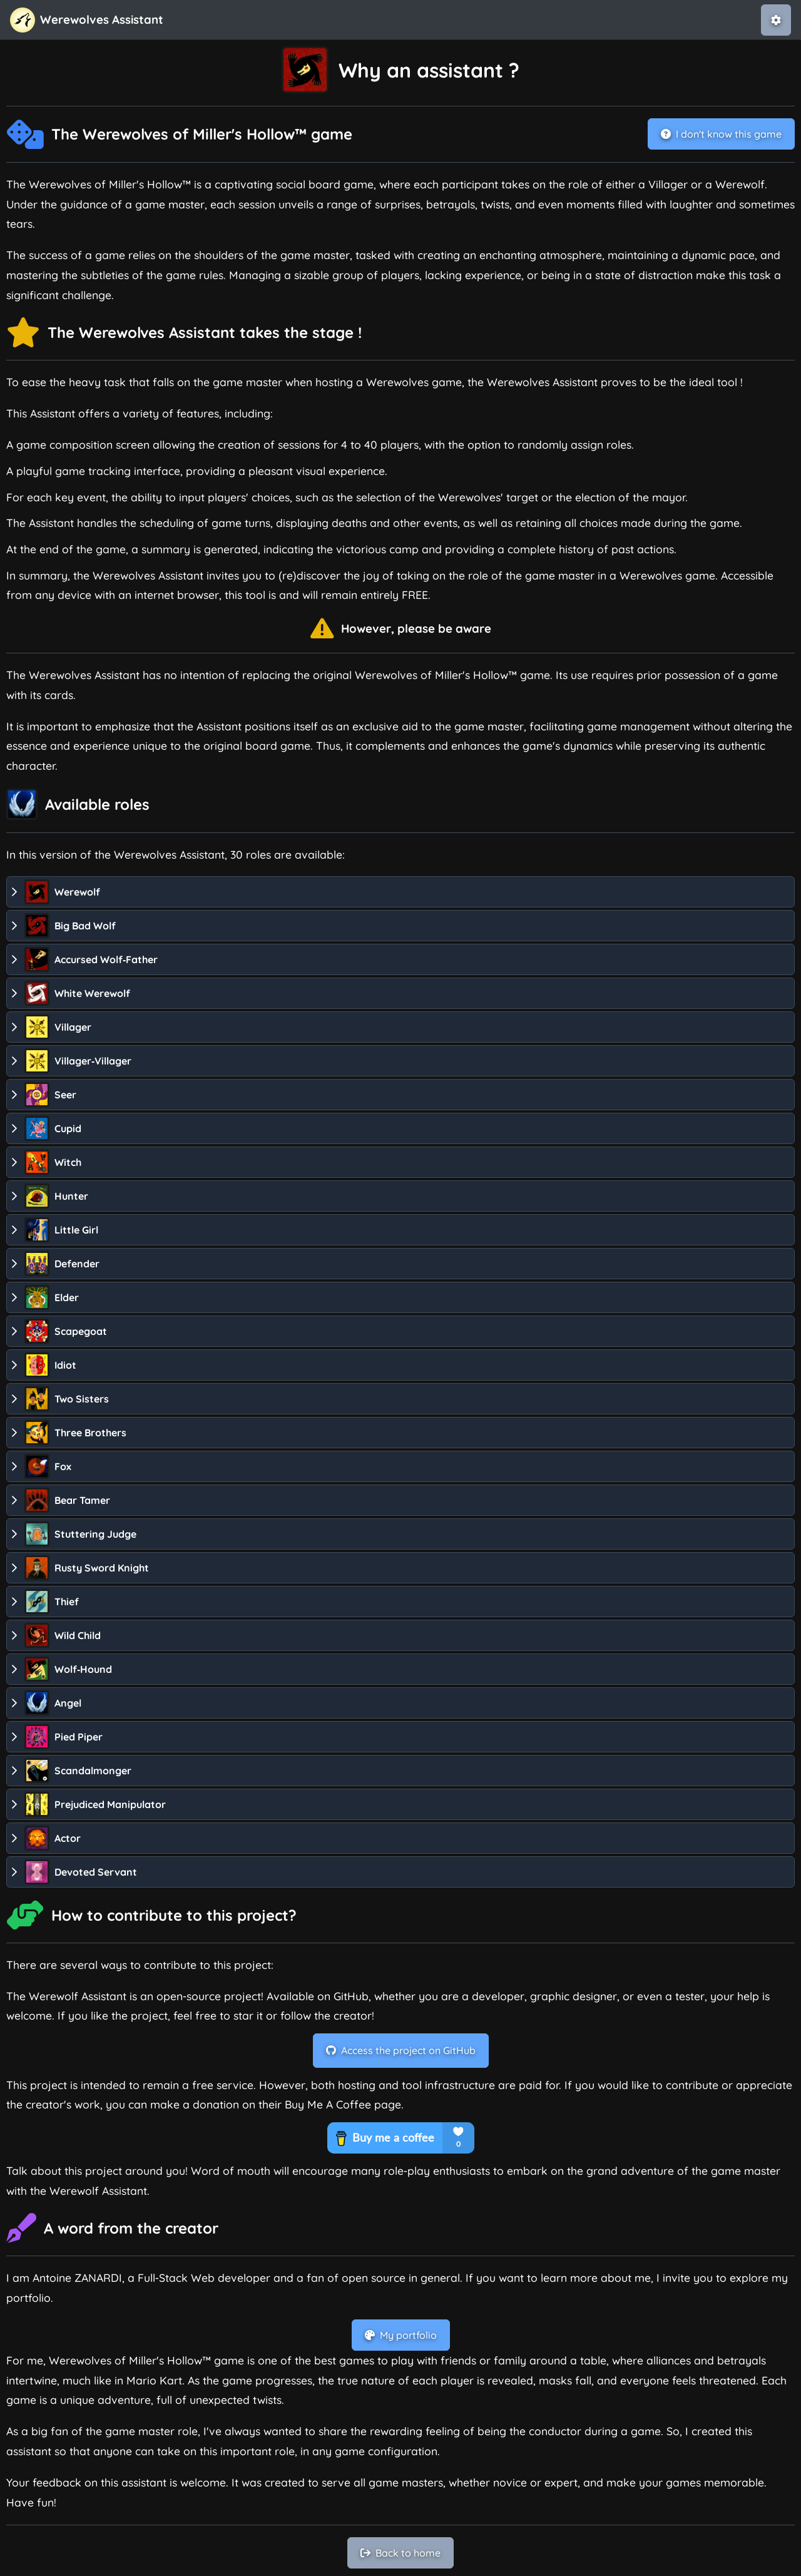 Werewolves Assistant
Why an assistant ?
The Werewolves of Miller's Hollow™ game
I don't know this game
The Werewolves of Miller's Hollow™ is a captivating social board game, where each participant takes on the role of either a Villager or a Werewolf.
Under the guidance of a game master, each session unveils a range of surprises, betrayals, twists, and even moments filled with laughter and sometimes
tears.
The success of a game relies on the shoulders of the game master, tasked with creating an enchanting atmosphere, maintaining a dynamic pace, and
mastering the subtleties of the game rules. Managing a sizable group of players, lacking experience, or being in a state of distraction make this task a
significant challenge.
The Werewolves Assistant takes the stage !
To ease the heavy task that falls on the game master when hosting a Werewolves game, the Werewolves Assistant proves to be the ideal tool !
This Assistant offers a variety of features, including:
A game composition screen allowing the creation of sessions for 4 to 40 players, with the option to randomly assign roles.
A playful game tracking interface, providing a pleasant visual experience.
For each key event, the ability to input players' choices, such as the selection of the Werewolves' target or the election of the mayor.
The Assistant handles the scheduling of game turns, displaying deaths and other events, as well as retaining all choices made during the game.
At the end of the game, a summary is generated, indicating the victorious camp and providing a complete history of past actions.
In summary, the Werewolves Assistant invites you to (re)discover the joy of taking on the role of the game master in a Werewolves game. Accessible
from any device with an internet browser, this tool is and will remain entirely FREE.
However, please be aware
The Werewolves Assistant has no intention of replacing the original Werewolves of Miller's Hollow™ game. Its use requires prior possession of a game
with its cards.
It is important to emphasize that the Assistant positions itself as an exclusive aid to the game master, facilitating game management without altering the
essence and experience unique to the original board game. Thus, it complements and enhances the game's dynamics while preserving its authentic
character.
Available roles
In this version of the Werewolves Assistant, 30 roles are available:
Werewolf
Big Bad Wolf
Accursed Wolf-Father
White Werewolf
Villager
Villager-Villager
Seer
Cupid
Witch
Hunter
Little Girl
Defender
Elder
Scapegoat
Idiot
Two Sisters
Three Brothers
Fox
Bear Tamer
Stuttering Judge
Rusty Sword Knight
Thief
Wild Child
Wolf-Hound
Angel
Pied Piper
Scandalmonger
Prejudiced Manipulator
Actor
Devoted Servant
How to contribute to this project?
There are several ways to contribute to this project:
The Werewolf Assistant is an open-source project! Available on GitHub, whether you are a developer, graphic designer, or even a tester, your help is
welcome. If you like the project, feel free to star it or follow the creator!
Access the project on GitHub
This project is intended to remain a free service. However, both hosting and tool infrastructure are paid for. If you would like to contribute or appreciate
the creator's work, you can make a donation on their Buy Me A Coffee page.
Buy me a coffee
0
Talk about this project around you! Word of mouth will encourage many role-play enthusiasts to embark on the grand adventure of the game master
with the Werewolf Assistant.
A word from the creator
I am Antoine ZANARDI, a Full-Stack Web developer and a fan of open source in general. If you want to learn more about me, I invite you to explore my
portfolio.
My portfolio
For me, Werewolves of Miller's Hollow™ game is one of the best games to play with friends or family around a table, where alliances and betrayals
intertwine, much like in Mario Kart. As the game progresses, the true nature of each player is revealed, masks fall, and everyone feels threatened. Each
game is a unique adventure, full of unexpected twists.
As a big fan of the game master role, I've always wanted to share the rewarding feeling of being the conductor during a game. So, I created this
assistant so that anyone can take on this important role, in any game configuration.
Your feedback on this assistant is welcome. It was created to serve all game masters, whether novice or expert, and make your games memorable.
Have fun!
Back to home